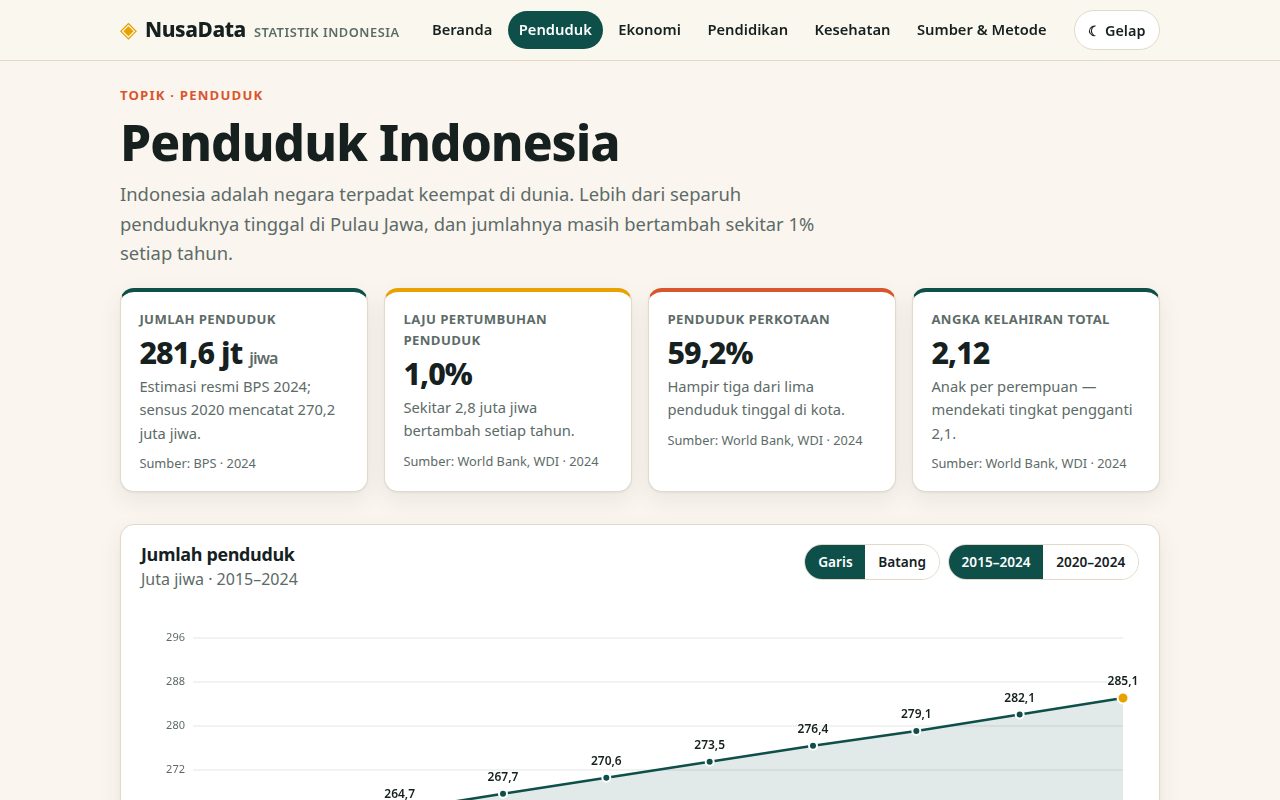 ◈ NusaData STATISTIK INDONESIA Beranda Penduduk Ekonomi Pendidikan Kesehatan Sumber & Metode ☾ Gelap
TOPIK · PENDUDUK
Penduduk Indonesia
Indonesia adalah negara terpadat keempat di dunia. Lebih dari separuh
penduduknya tinggal di Pulau Jawa, dan jumlahnya masih bertambah sekitar 1%
setiap tahun.
JUMLAH PENDUDUK
281,6 jt jiwa
Estimasi resmi BPS 2024;
sensus 2020 mencatat 270,2
juta jiwa.
Sumber: BPS · 2024
LAJU PERTUMBUHAN
PENDUDUK
1,0%
Sekitar 2,8 juta jiwa
bertambah setiap tahun.
Sumber: World Bank, WDI · 2024
PENDUDUK PERKOTAAN
59,2%
Hampir tiga dari lima
penduduk tinggal di kota.
Sumber: World Bank, WDI · 2024
ANGKA KELAHIRAN TOTAL
2,12
Anak per perempuan —
mendekati tingkat pengganti
2,1.
Sumber: World Bank, WDI · 2024
Jumlah penduduk
Juta jiwa · 2015–2024
Garis Batang 2015–2024 2020–2024
296
288
280
272
264,7
267,7
270,6
273,5
276,4
279,1
282,1
285,1